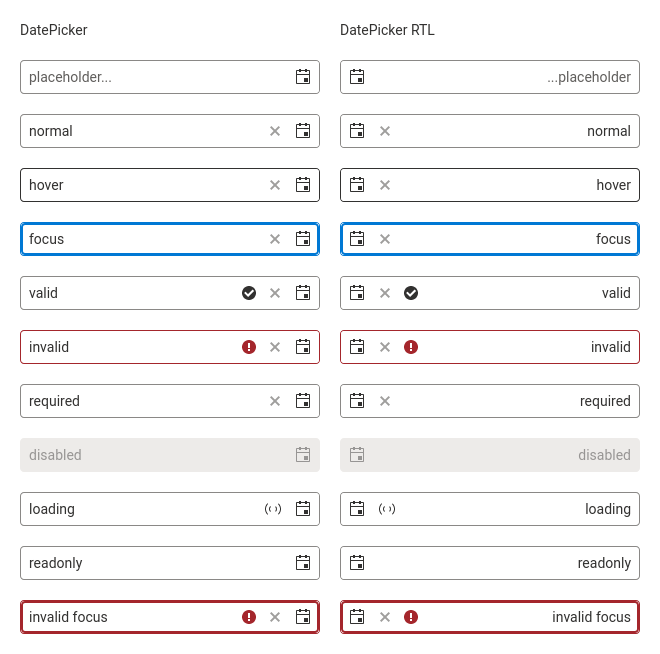 DatePicker
DatePicker RTL
placeholder...
...placeholder
normal
normal
hover
hover
focus
focus
valid
valid
invalid
invalid
required
required
disabled
disabled
loading
loading
readonly
readonly
invalid focus
invalid focus